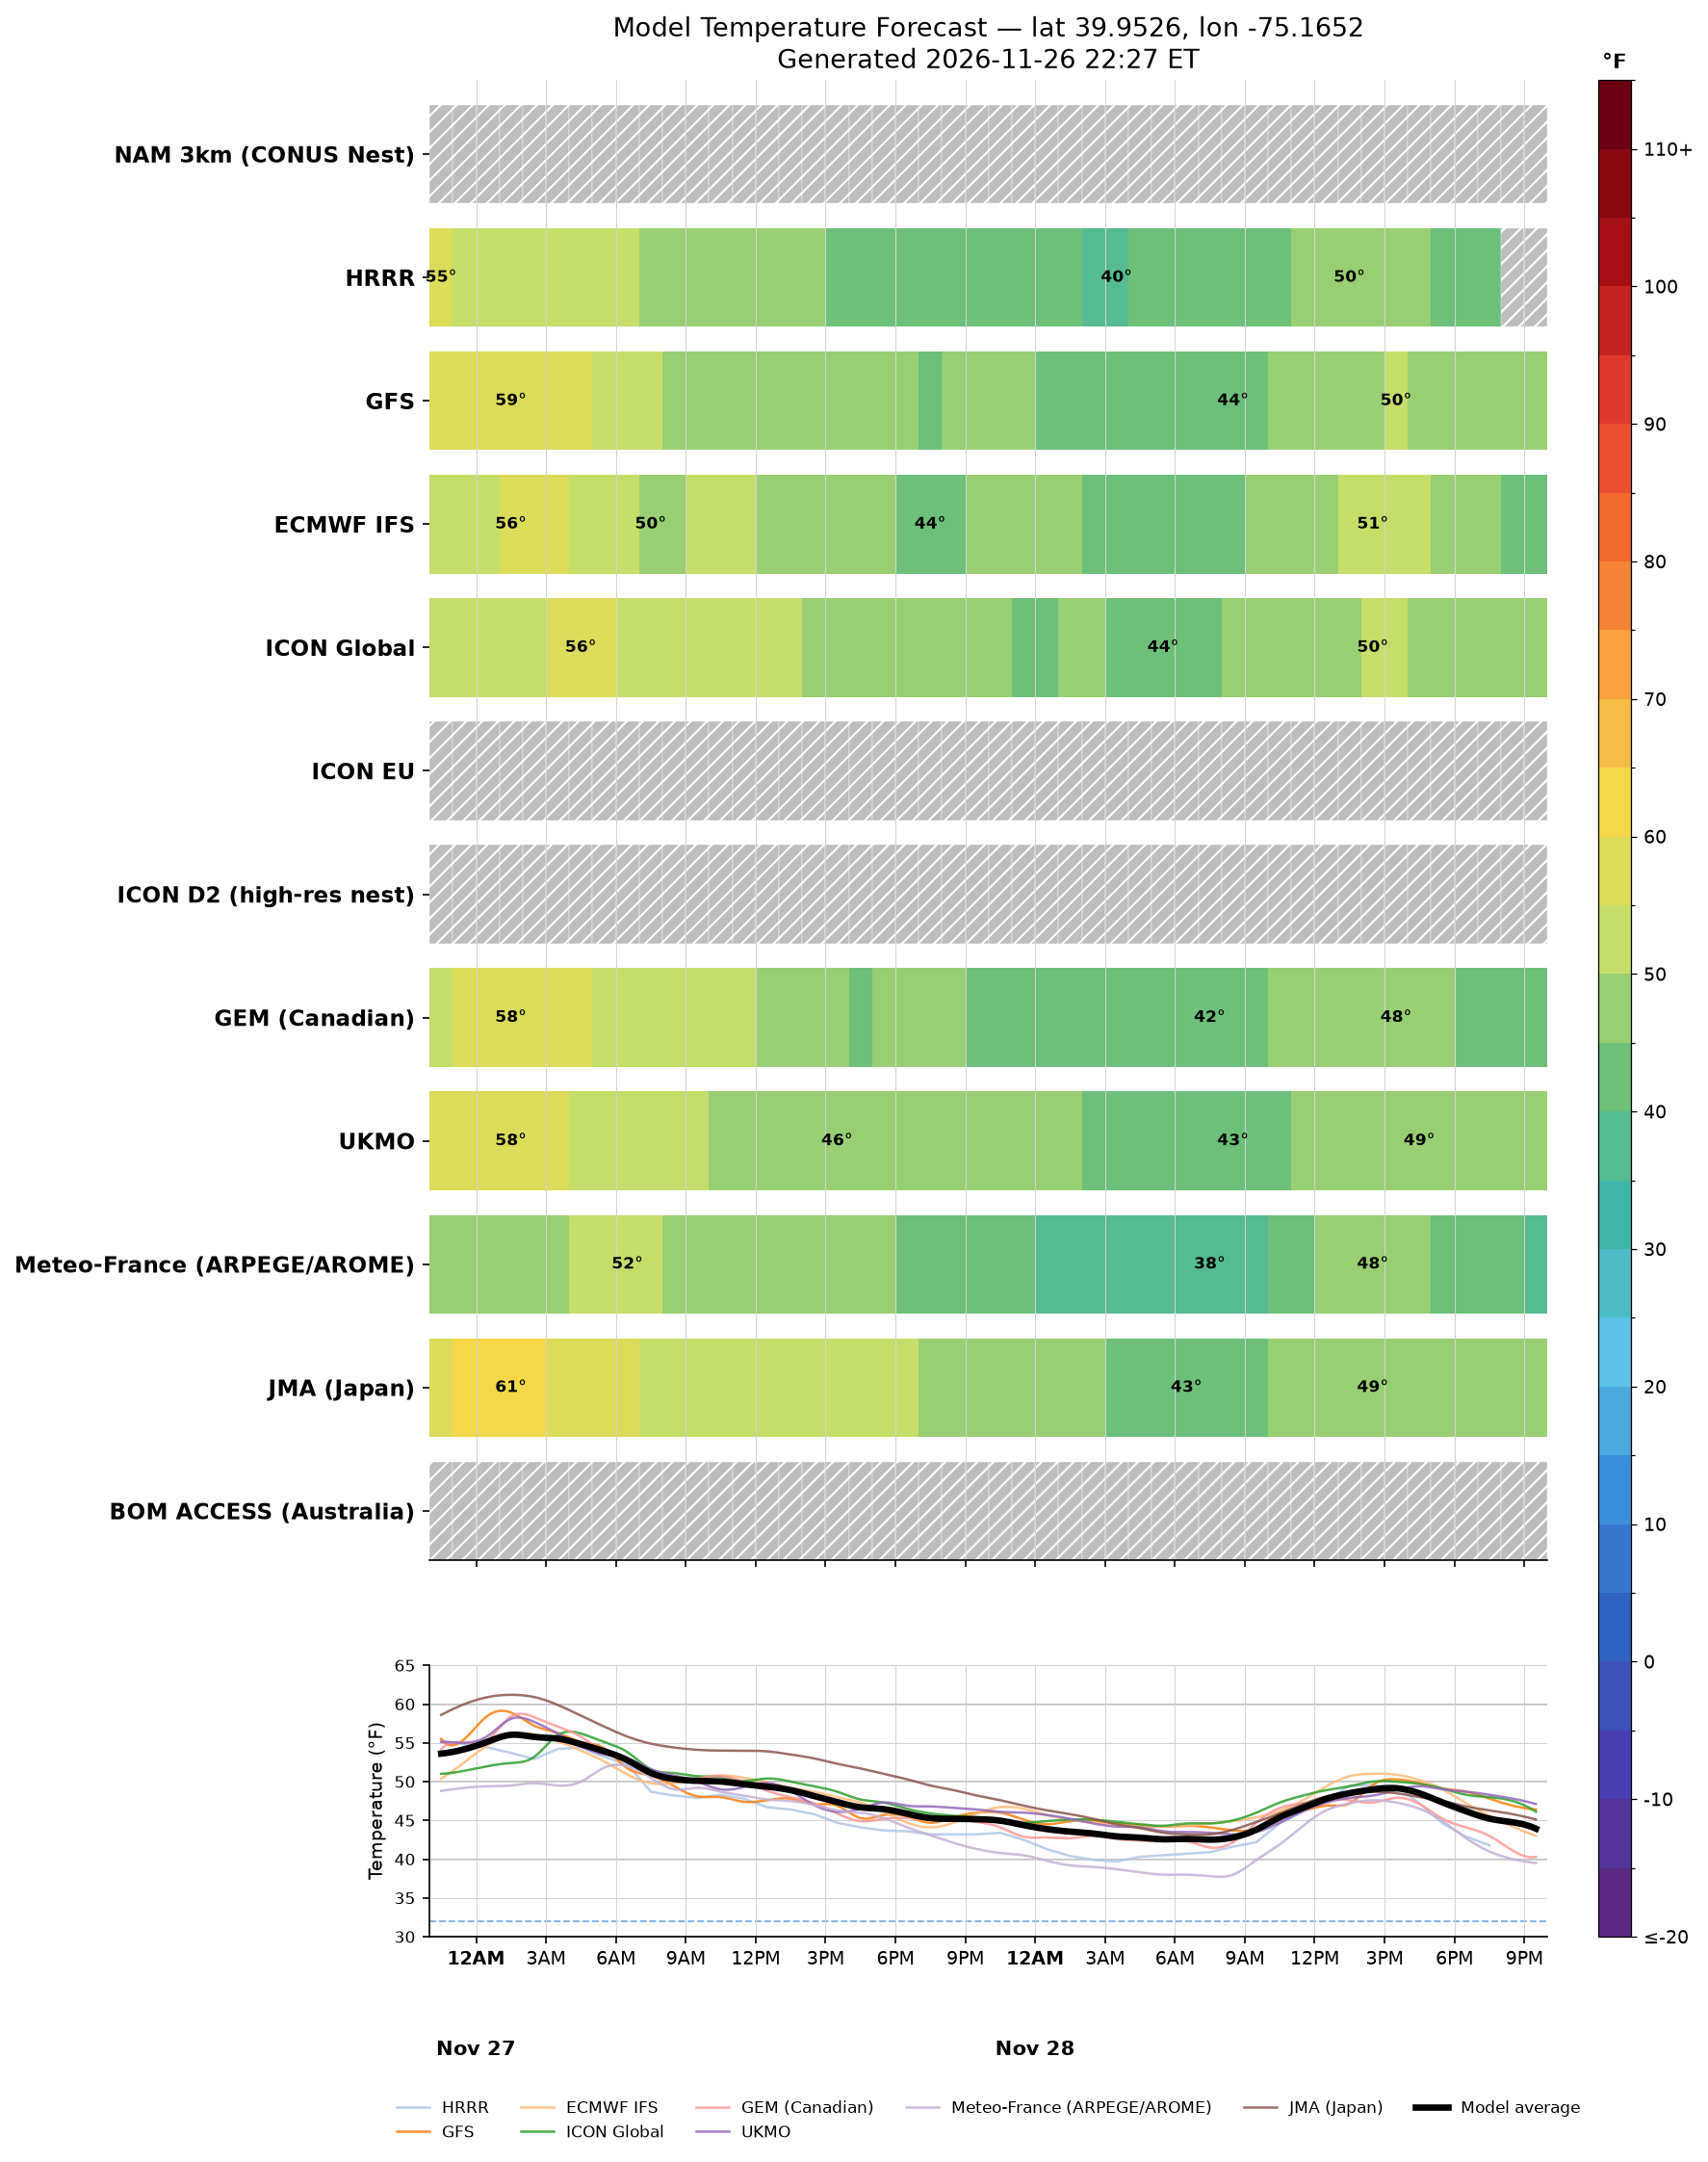 Model Temperature Forecast — lat 39.9526, lon -75.1652
Generated 2026-11-26 22:27 ET
°F
NAM 3km (CONUS Nest)
HRRR
55°
40°
50°
GFS
59°
44°
50°
ECMWF IFS
56°
50°
44°
51°
ICON Global
56°
44°
50°
ICON EU
ICON D2 (high-res nest)
GEM (Canadian)
58°
42°
48°
UKMO
58°
46°
43°
49°
Meteo-France (ARPEGE/AROME)
52°
38°
48°
JMA (Japan)
61°
43°
49°
BOM ACCESS (Australia)
110+
100
90
80
70
60
50
40
30
20
10
0
-10
≤-20
Temperature (°F)
65
60
55
50
45
40
35
30
12AM 3AM 6AM 9AM 12PM 3PM 6PM 9PM 12AM 3AM 6AM 9AM 12PM 3PM 6PM 9PM
Nov 27 Nov 28
HRRR ECMWF IFS GEM (Canadian) Meteo-France (ARPEGE/AROME) JMA (Japan) Model average
GFS ICON Global UKMO